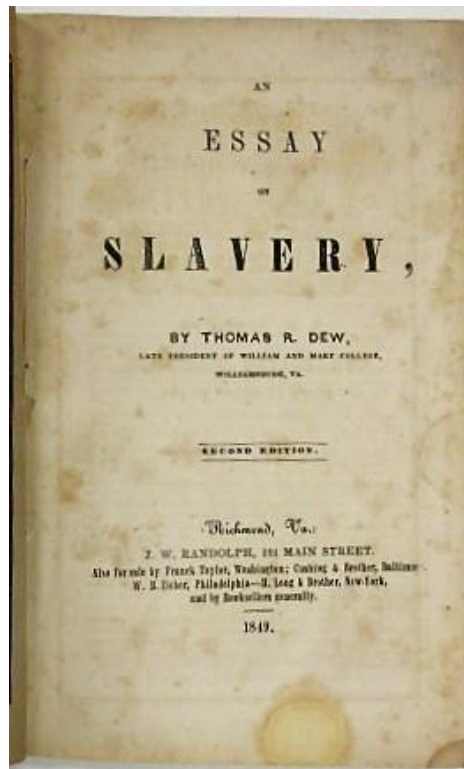 AN
ESSAY
ON
SLAVERY,
BY THOMAS R. DEW,
LATE PRESIDENT OF WILLIAM AND MARY COLLEGE,
WILLIAMSBURG, VA.
SECOND EDITION.
Richmond, Va.:
J. W. RANDOLPH, 121 MAIN STREET.
Also for sale by Franck Taylor, Washington; Cushing & Brother, Baltimore
W. B. Zieber, Philadelphia—H. Long & Brother, New-York,
and by Booksellers generally.
1849.